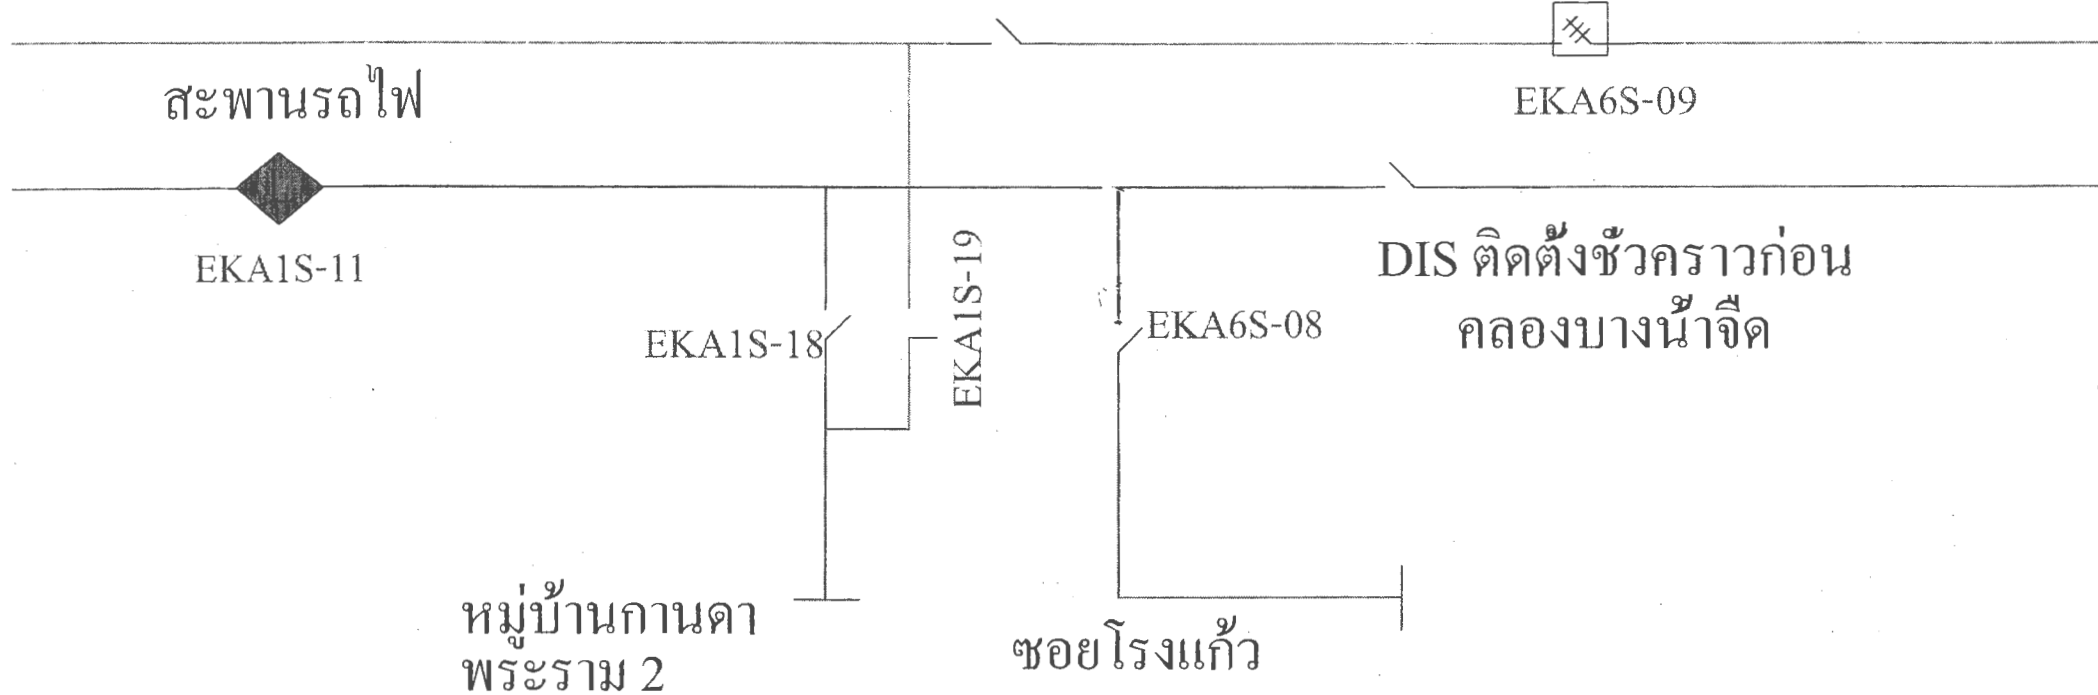 สะพานรถไฟ
EKA6S-09
EKA1S-11
EKA1S-19
DIS ติดตั้งชั่วคราวก่อน
คลองบางน้ำจืด
EKA1S-18
EKA6S-08
หมู่บ้านกานดา
พระราม 2
ซอยโรงแก้ว